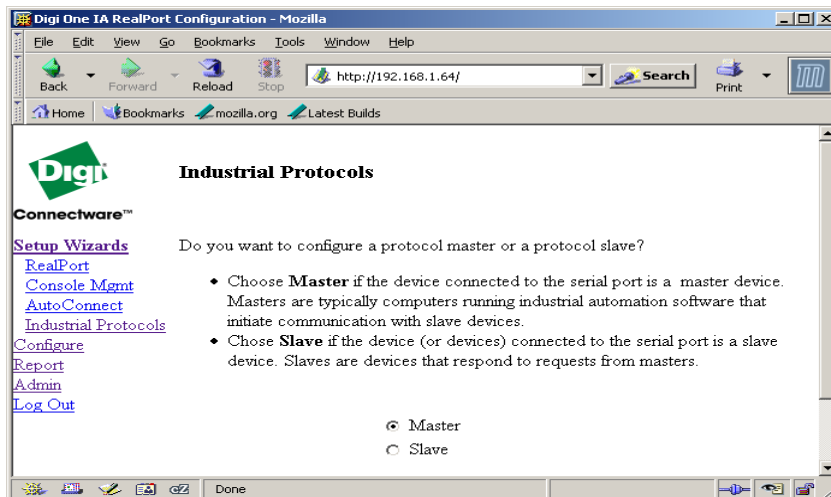 Digi One IA RealPort Configuration - Mozilla
File Edit View Go Bookmarks Tools Window Help
Back Forward Reload Stop http://192.168.1.64/ Search Print
Home Bookmarks mozilla.org Latest Builds
Digi
Connectware™
Setup Wizards
RealPort
Console Mgmt
AutoConnect
Industrial Protocols
Configure
Report
Admin
Log Out
Industrial Protocols
Do you want to configure a protocol master or a protocol slave?
• Choose Master if the device connected to the serial port is a master device.
Masters are typically computers running industrial automation software that
initiate communication with slave devices.
• Chose Slave if the device (or devices) connected to the serial port is a slave
device. Slaves are devices that respond to requests from masters.
Master
Slave
Done